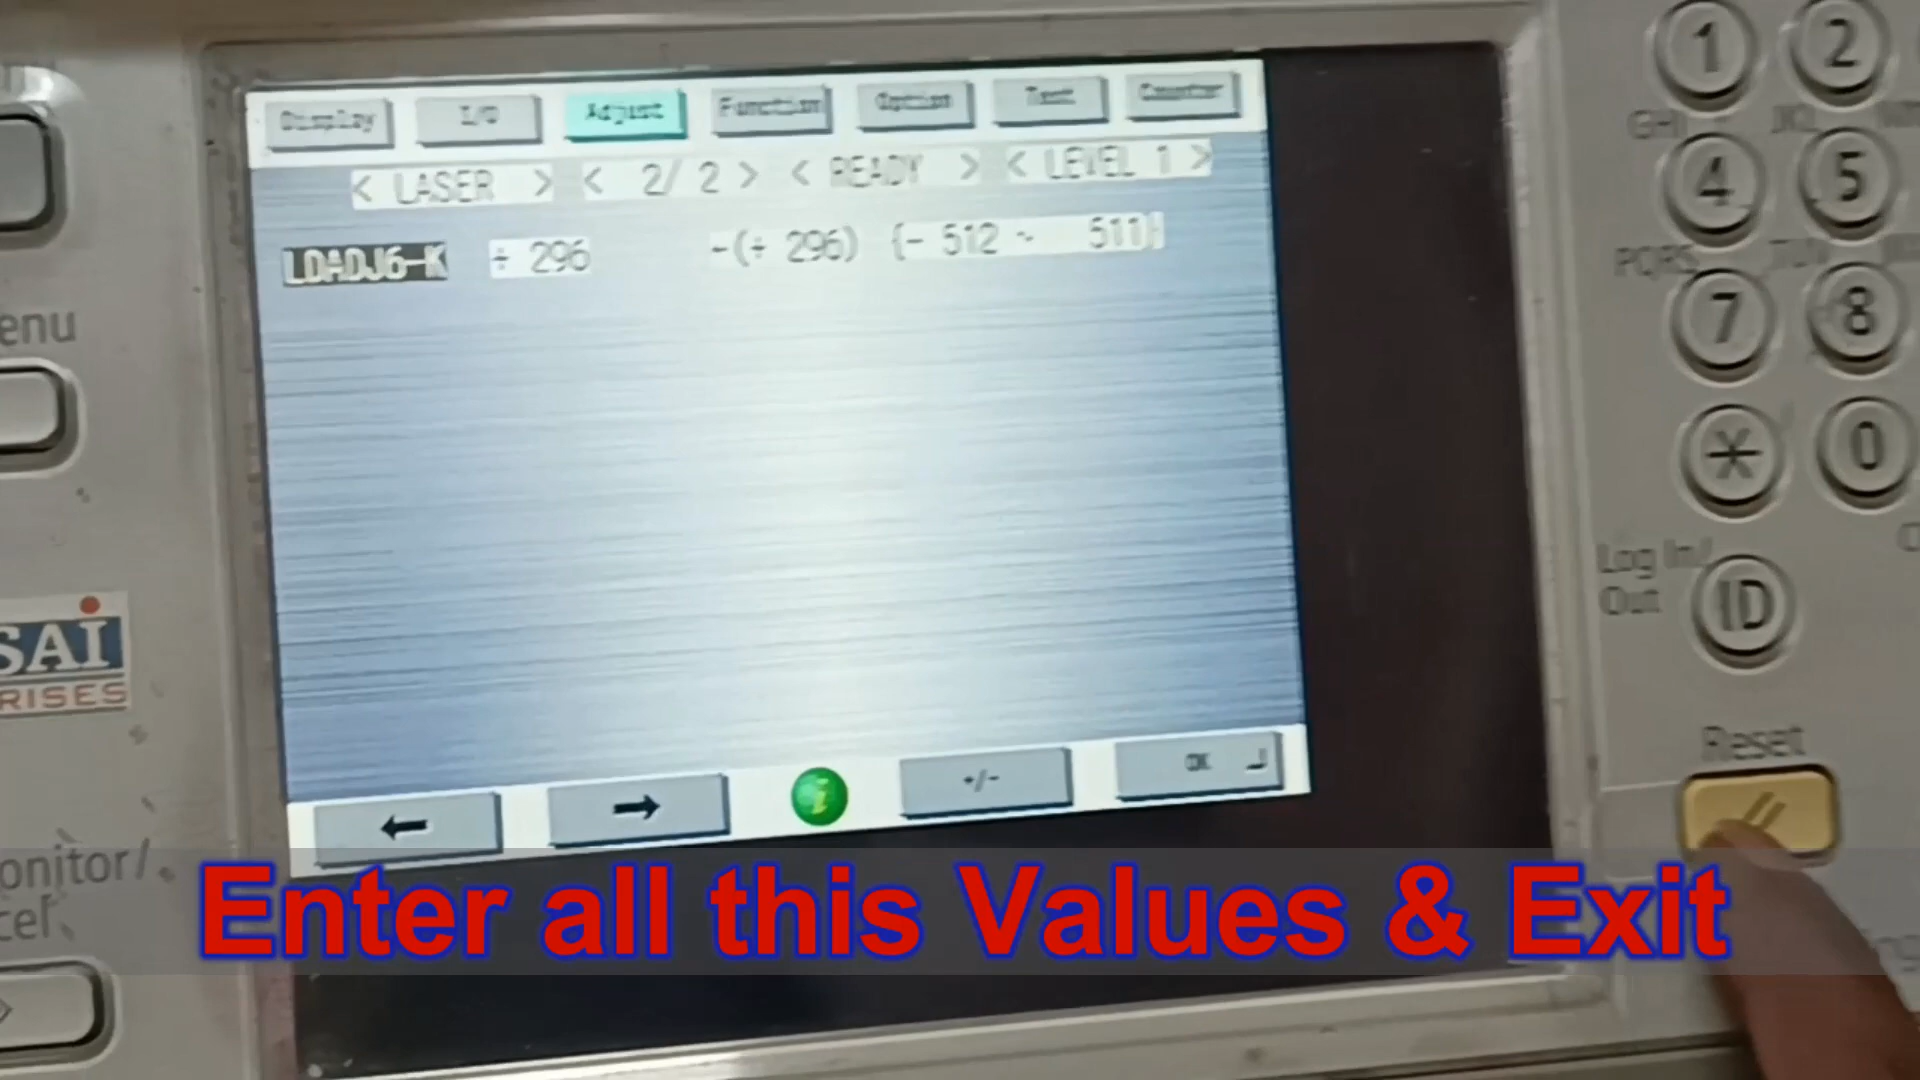 Display I/O Adjust Function Option Test Counter
< LASER > < 2/ 2 > < READY > < LEVEL 1 >
LDADJ6-K + 296 -(+ 296) {- 512 ~ 511}
← → i +/- OK
enu
SAI
RISES
onitor/
cel
1 2
GHI JKL
4 5
PQRS TUV
7 8
* 0
Log In/
Out
ID
Reset
Enter all this Values & Exit